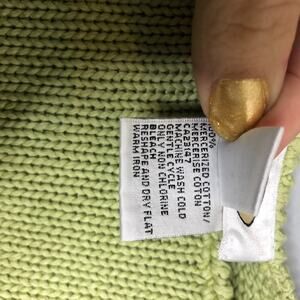 100%
MERCERIZED COTTON/
MERCERISE COTON
CA23147
MACHINE WASH COLD
GENTLE CYCLE
ONLY NON CHLORINE
BLEACH
RESHAPE AND DRY FLAT
WARM IRON